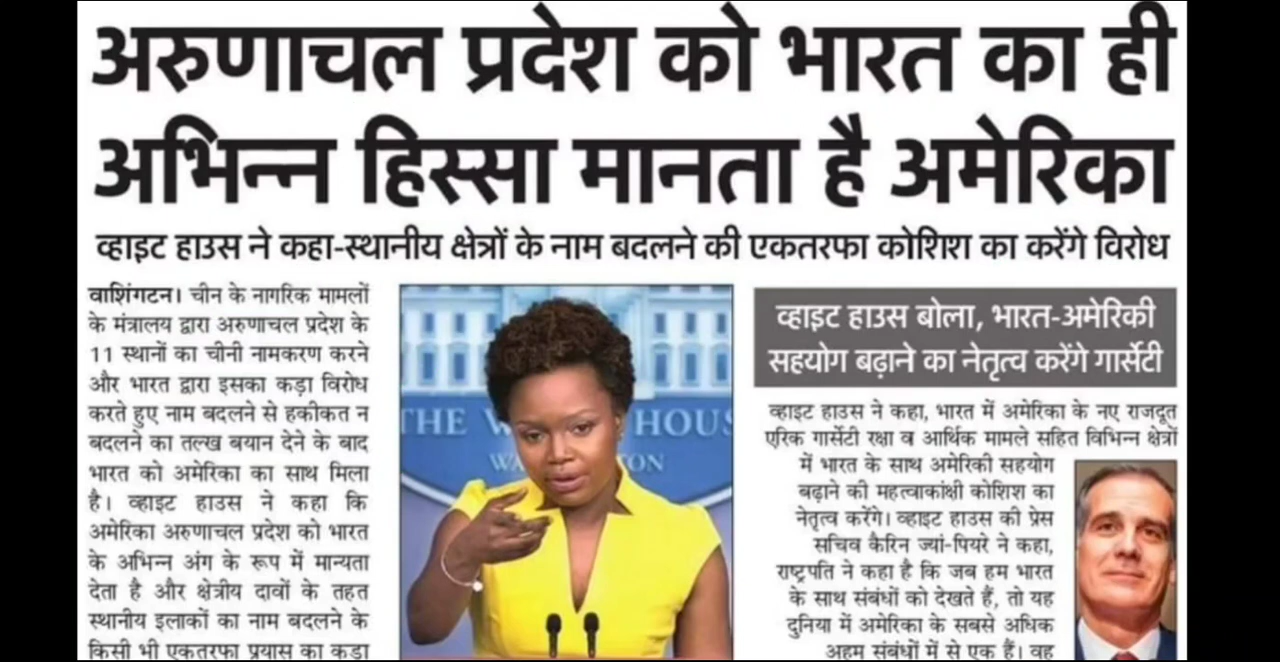 अरुणाचल प्रदेश को भारत का ही
अभिन्न हिस्सा मानता है अमेरिका
व्हाइट हाउस ने कहा-स्थानीय क्षेत्रों के नाम बदलने की एकतरफा कोशिश का करेंगे विरोध
वाशिंगटन। चीन के नागरिक मामलों
के मंत्रालय द्वारा अरुणाचल प्रदेश के
11 स्थानों का चीनी नामकरण करने
और भारत द्वारा इसका कड़ा विरोध
करते हुए नाम बदलने से हकीकत न
बदलने का तल्ख बयान देने के बाद
भारत को अमेरिका का साथ मिला
है। व्हाइट हाउस ने कहा कि
अमेरिका अरुणाचल प्रदेश को भारत
के अभिन्न अंग के रूप में मान्यता
देता है और क्षेत्रीय दावों के तहत
स्थानीय इलाकों का नाम बदलने के
किसी भी एकतरफा प्रयास का कड़ा
THE W HOUS
WA TON
व्हाइट हाउस बोला, भारत-अमेरिकी
सहयोग बढ़ाने का नेतृत्व करेंगे गार्सेटी
व्हाइट हाउस ने कहा, भारत में अमेरिका के नए राजदूत
एरिक गार्सेटी रक्षा व आर्थिक मामले सहित विभिन्न क्षेत्रों
में भारत के साथ अमेरिकी सहयोग
बढ़ाने की महत्वाकांक्षी कोशिश का
नेतृत्व करेंगे। व्हाइट हाउस की प्रेस
सचिव कैरिन ज्यां-पियरे ने कहा,
राष्ट्रपति ने कहा है कि जब हम भारत
के साथ संबंधों को देखते हैं, तो यह
दुनिया में अमेरिका के सबसे अधिक
अहम संबंधों में से एक हैं। वह